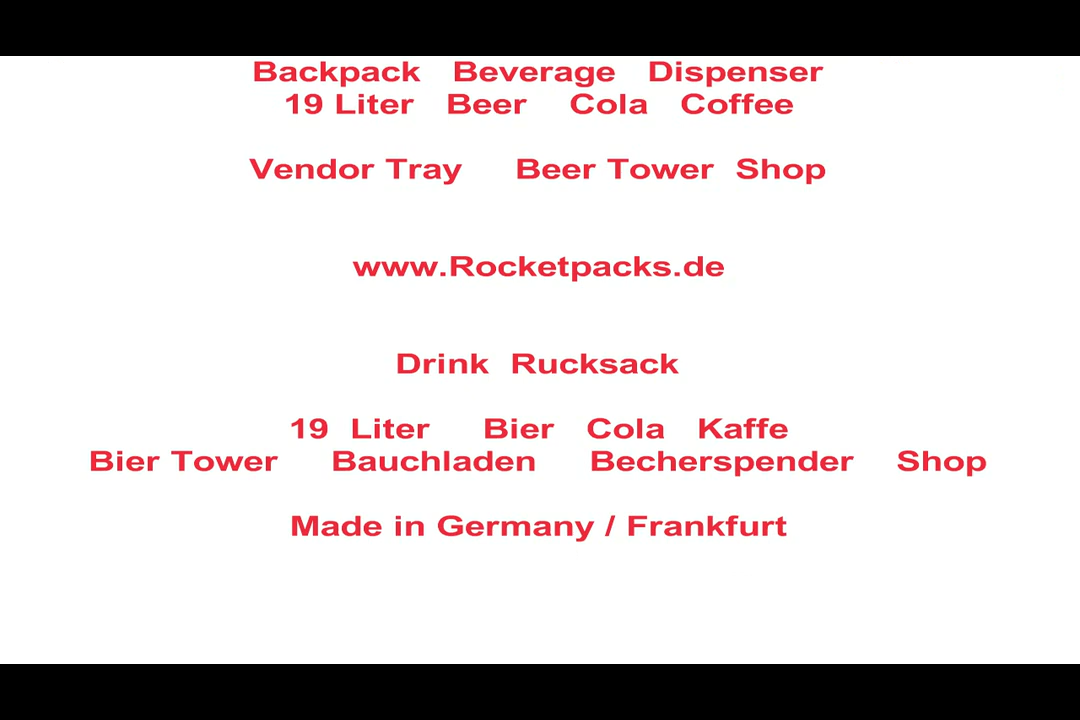 Backpack Beverage Dispenser
19 Liter Beer Cola Coffee
Vendor Tray Beer Tower Shop
www.Rocketpacks.de
Drink Rucksack
19 Liter Bier Cola Kaffe
Bier Tower Bauchladen Becherspender Shop
Made in Germany / Frankfurt